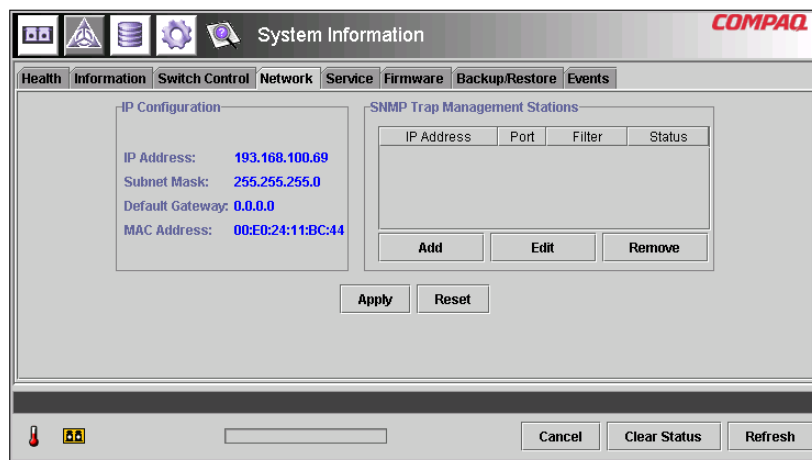 System Information
COMPAQ
Health Information Switch Control Network Service Firmware Backup/Restore Events
IP Configuration
IP Address: 193.168.100.69
Subnet Mask: 255.255.255.0
Default Gateway: 0.0.0.0
MAC Address: 00:E0:24:11:BC:44
SNMP Trap Management Stations
IP Address Port Filter Status
Add Edit Remove
Apply Reset
Cancel Clear Status Refresh